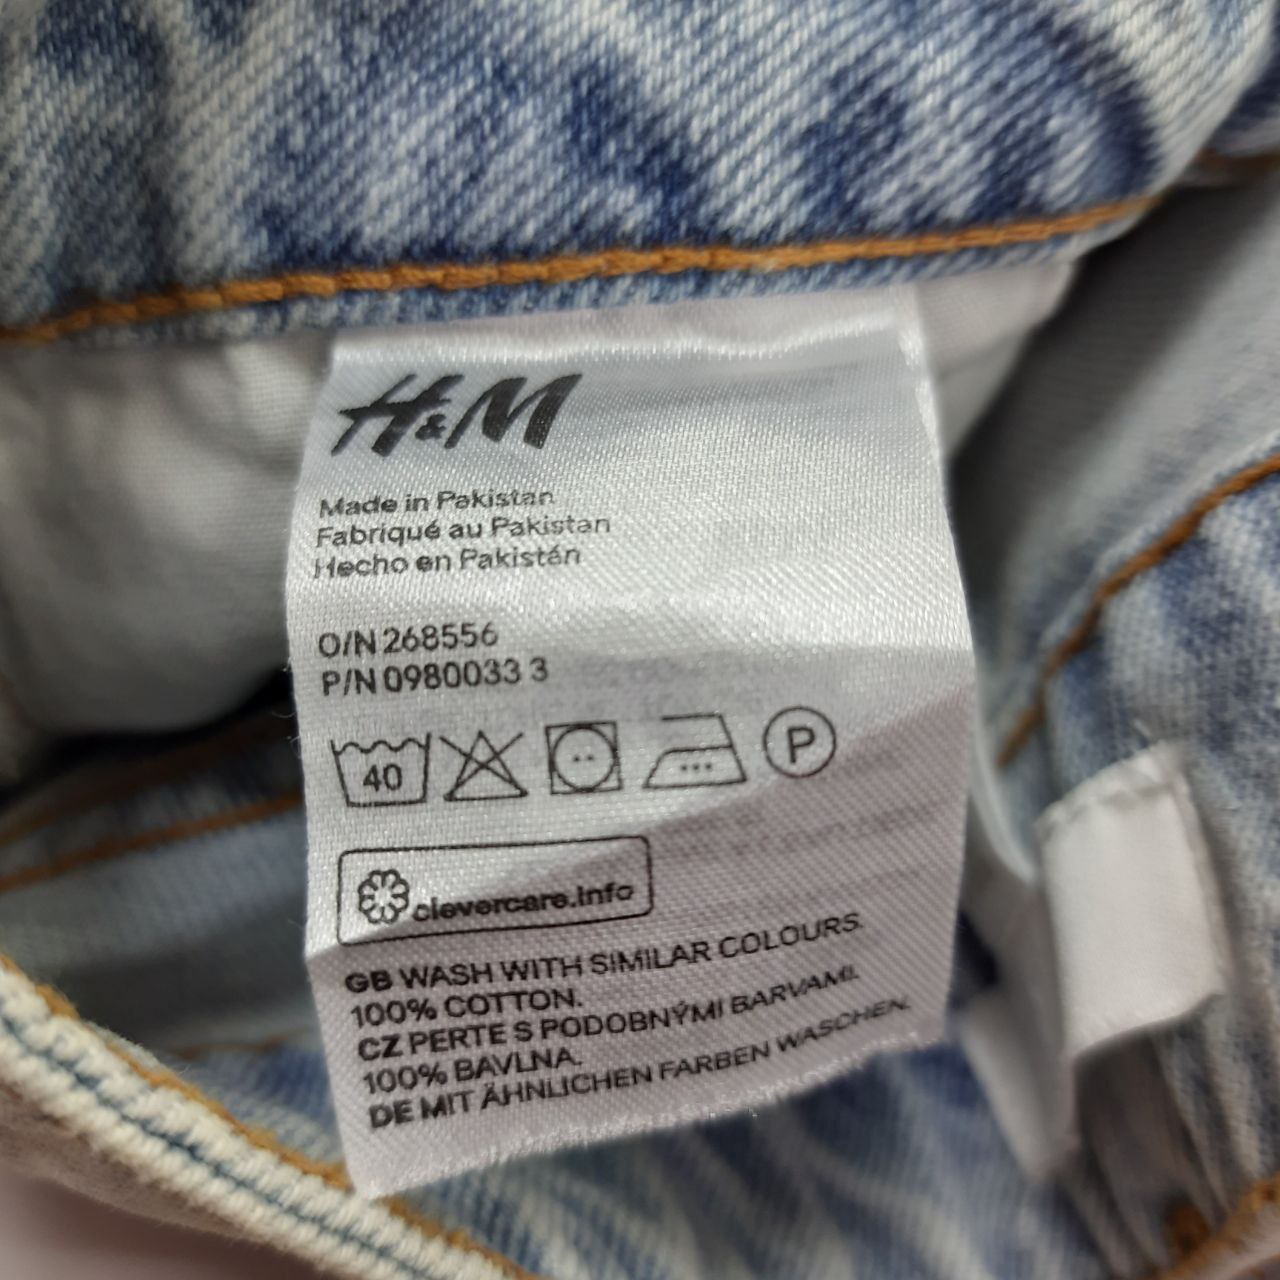 H&M
Made in Pakistan
Fabriqué au Pakistan
Hecho en Pakistán
O/N 268556
P/N 0980033 3
40
P
clevercare.info
GB WASH WITH SIMILAR COLOURS.
100% COTTON.
CZ PERTE S PODOBNÝMI BARVAMI.
100% BAVLNA.
DE MIT ÄHNLICHEN FARBEN WASCHEN.